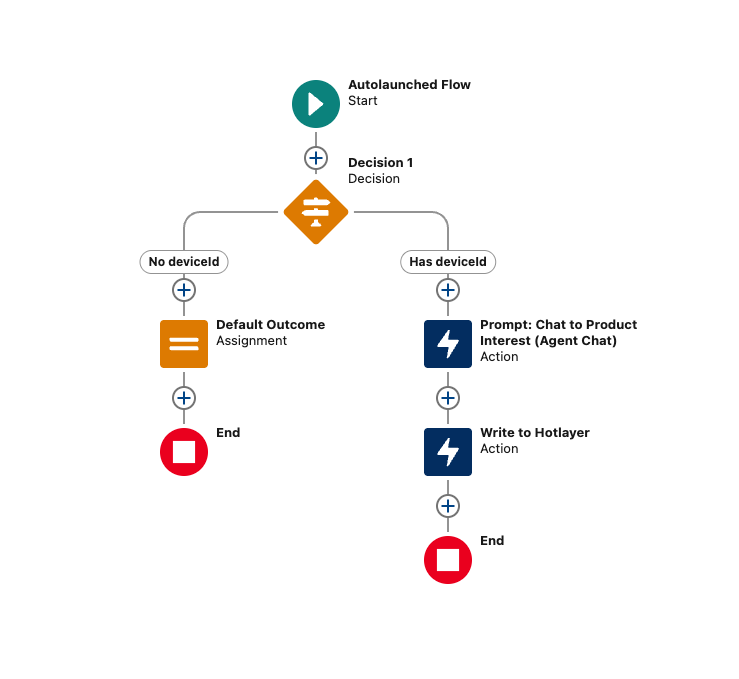 Autolaunched Flow
Start
Decision 1
Decision
No deviceId
Has deviceId
Default Outcome
Assignment
Prompt: Chat to Product
Interest (Agent Chat)
Action
End
Write to Hotlayer
Action
End